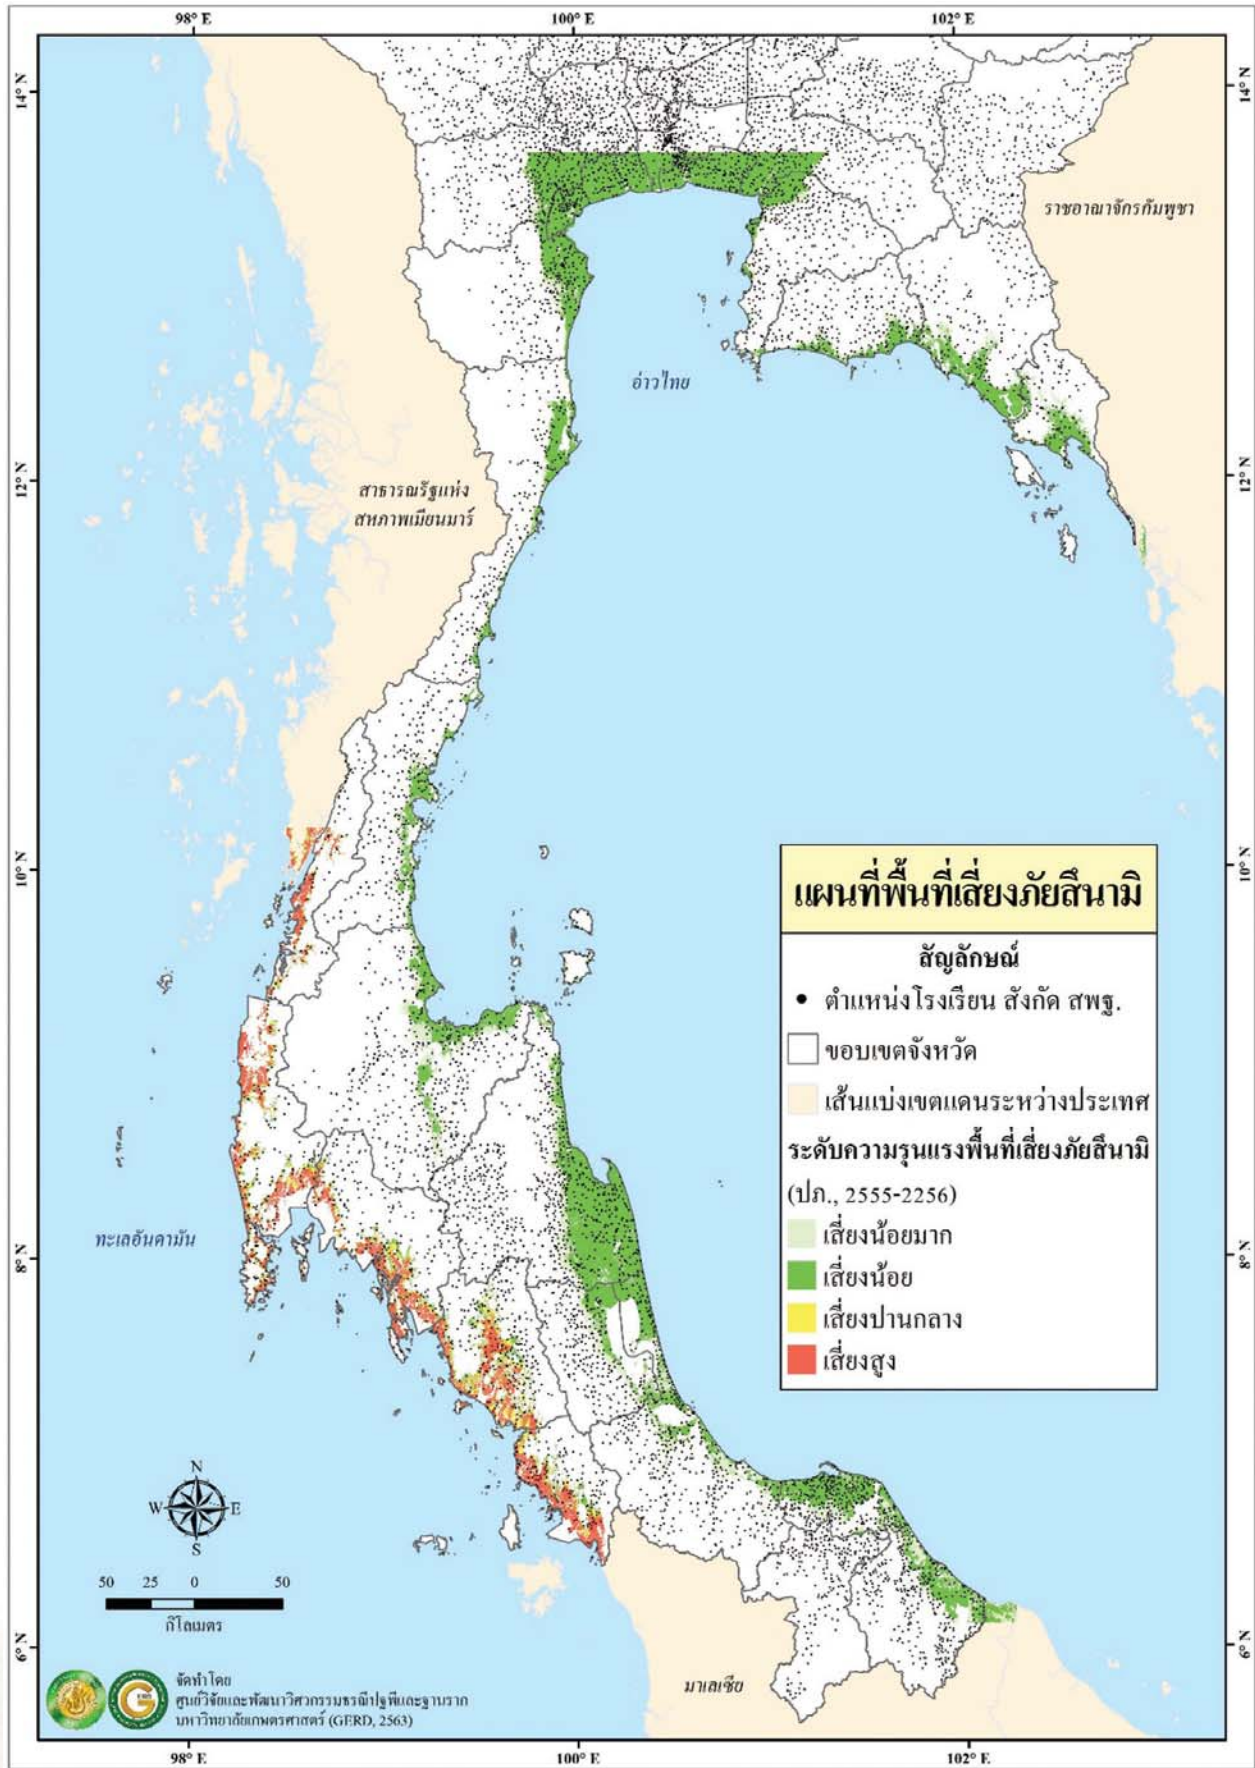 98° E
100° E
102° E
14°N
14°N
ราชอาณาจักรกัมพูชา
อ่าวไทย
12°N
12°N
สาธารณรัฐแห่ง
สหภาพเมียนมาร์
10°N
10°N
แผนที่พื้นที่เสี่ยงภัยสึนามิ
สัญลักษณ์
ตำแหน่งโรงเรียน สังกัด สพฐ.
ขอบเขตจังหวัด
เส้นแบ่งเขตแดนระหว่างประเทศ
ระดับความรุนแรงพื้นที่เสี่ยงภัยสึนามิ
(ปภ., 2555-2256)
เสี่ยงน้อยมาก
เสี่ยงน้อย
เสี่ยงปานกลาง
เสี่ยงสูง
ทะเลอันดามัน
8°N
8°N
N
W
E
S
50 25 0 50
กิโลเมตร
6°N
6°N
มาเลเซีย
จัดทำโดย
ศูนย์วิจัยและพัฒนาวิศวกรรมธรณีปฐพีและฐานราก
มหาวิทยาลัยเกษตรศาสตร์ (GERD, 2563)
98° E
100° E
102° E